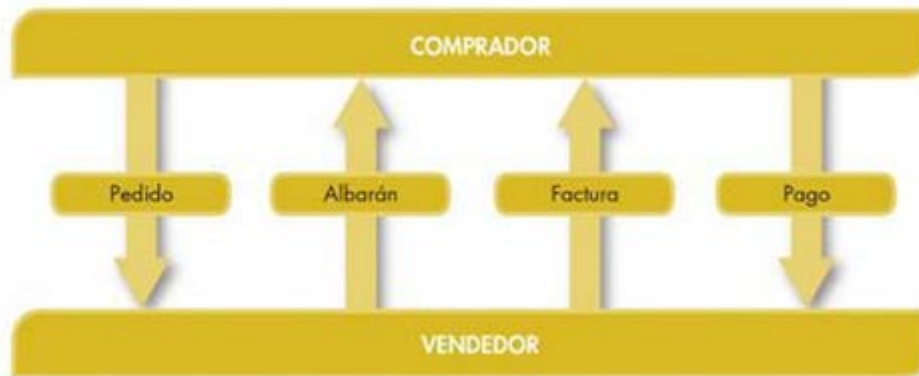 COMPRADOR
Pedido
Albarán
Factura
Pago
VENDEDOR